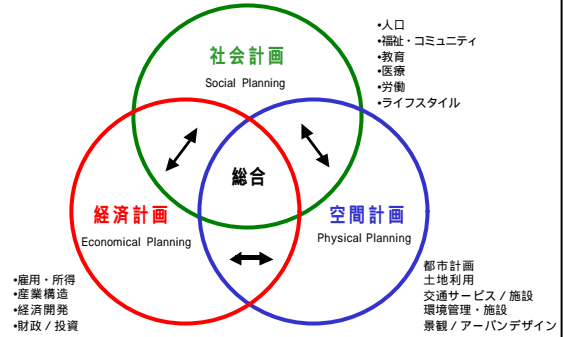 社会計画
Social Planning
•人口
•福祉・コミュニティ
•教育
•医療
•労働
•ライフスタイル
総合
経済計画
Economical Planning
空間計画
Physical Planning
•雇用・所得
•産業構造
•経済開発
•財政 / 投資
都市計画
土地利用
交通サービス / 施設
環境管理・施設
景観 / アーバンデザイン